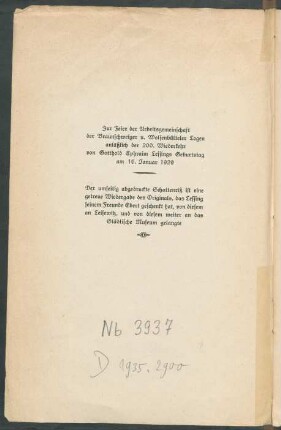 Zur Feier der Arbeitsgemeinschaft
der Braunschweiger u. Wolfenbütteler Logen
anläßlich der 200. Wiederkehr
von Gotthold Ephraim Lessings Geburtstag
am 16. Januar 1929
Der umseitig abgedruckte Schattenriß ist eine
getreue Wiedergabe des Originals, das Lessing
seinem Freunde Ebert geschenkt hat, von diesem
an Leisewitz, und von diesem weiter an das
Städtische Museum gelangte
Nb 3937
D 1935. 2900